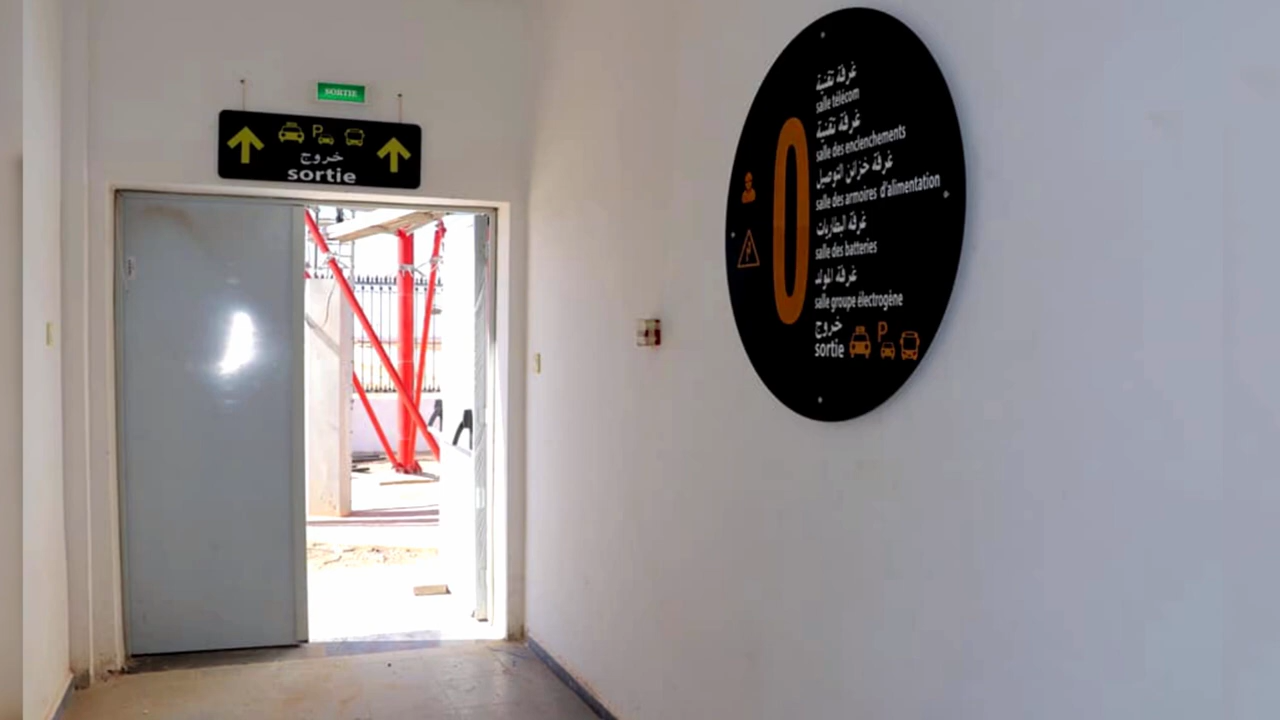 SORTIE
P
خروج
sortie
0
غرفة تقنية
salle télécom
غرفة تقنية
salle des enclenchements
غرفة خزائن التوصيل
salle des armoires d'alimentation
غرفة البطاريات
salle des batteries
غرفة المولد
salle groupe électrogène
خروج
sortie P